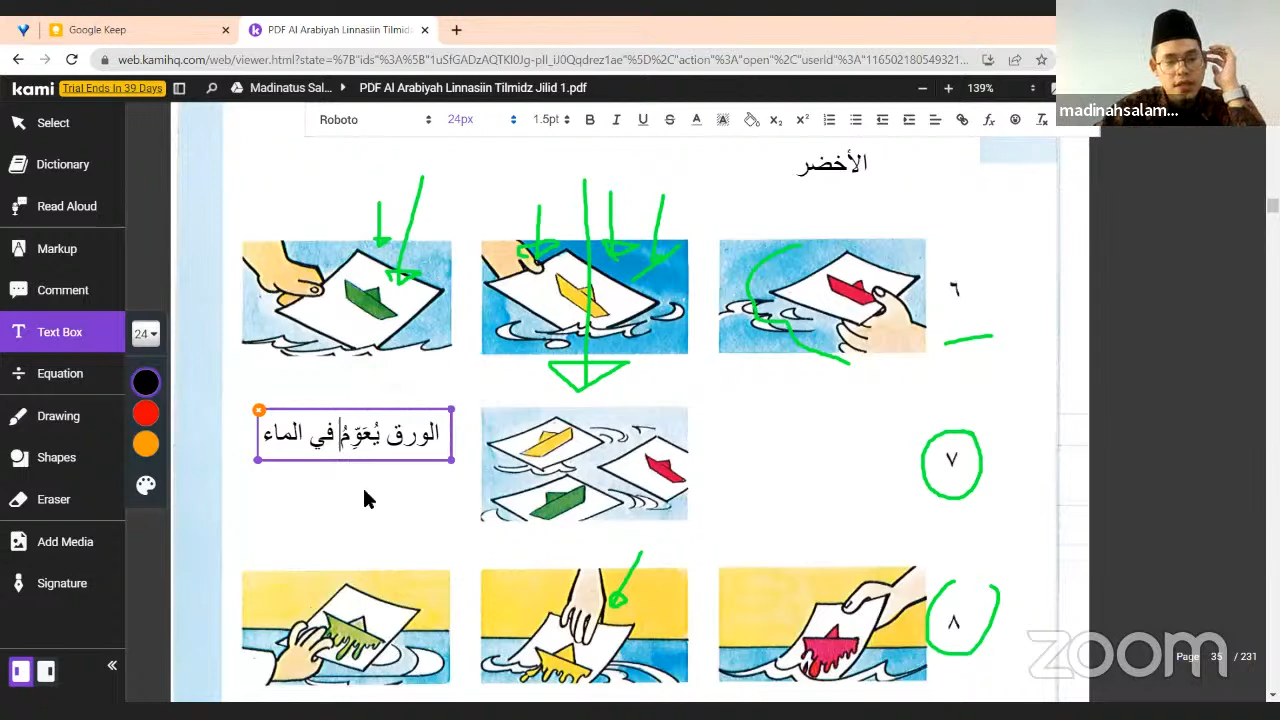 Google Keep
PDF Al Arabiyah Linnasiin Tilmid
web.kamihq.com/web/viewer.html?state=%7B"ids"%3A%5B"1uSfGADzAQTKI0Jg-pII_iJ0Qqdrez1ae"%5D%2C"action"%3A"open"%2C"userId"%3A"116502180549321...
kami
Trial Ends In 39 Days
Madinatus Sal...
PDF Al Arabiyah Linnasiin Tilmidz Jilid 1.pdf
139%
madinahsalam...
Roboto
24px
1.5pt
B I U S A A
Select
Dictionary
Read Aloud
Markup
Comment
Text Box
24
Equation
Drawing
Shapes
Eraser
Add Media
Signature
الأخضر
٦
الورق يُعَوِّمُ في الماء
٧
٨
zoom
Page 35 / 231